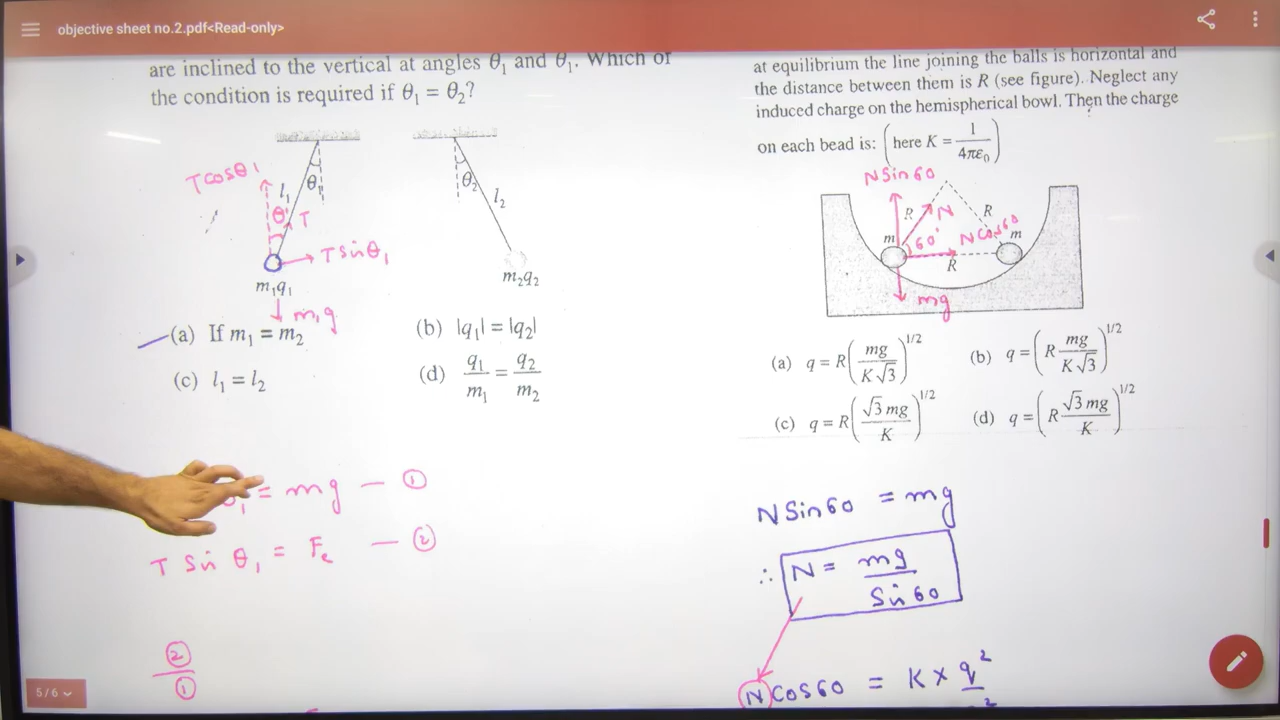 objective sheet no.2.pdf<Read-only>
are inclined to the vertical at angles θ₁ and θ₁. Which of
the condition is required if θ₁ = θ₂?
Tcosθ₁
l₁
θ₁
θ
T
Tsinθ₁
m₁q₁
m₁g
θ₂
l₂
m₂q₂
(a) If m₁ = m₂
(b) |q₁| = |q₂|
(c) l₁ = l₂
(d) q₁/m₁ = q₂/m₂
= mg — ①
T Sin θ₁ = Fₑ — ②
②/①
5/6
at equilibrium the line joining the balls is horizontal and
the distance between them is R (see figure). Neglect any
induced charge on the hemispherical bowl. Then the charge
on each bead is: (here K = 1/4πε₀)
NSin60
R
N
R
m
60°
NCos60
m
R
mg
(a) q = R(mg/K√3)^1/2
(b) q = (R mg/K√3)^1/2
(c) q = R(√3 mg/K)^1/2
(d) q = (R √3 mg/K)^1/2
NSin60 = mg
∴ N = mg/Sin60
NCos60 = K × q²